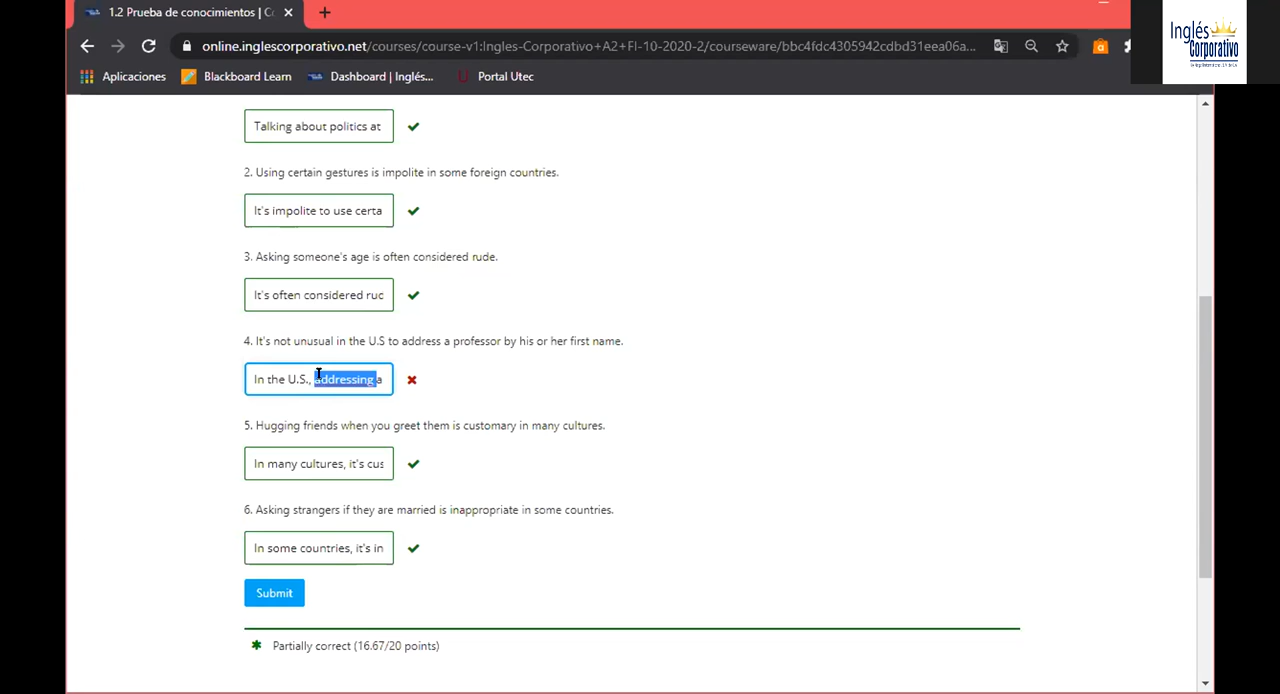 1.2 Prueba de conocimientos | Co
online.inglescorporativo.net/courses/course-v1:Ingles-Corporativo+A2+FI-10-2020-2/courseware/bbc4fdc4305942cdbd31eea06a...
Inglés
Corporativo
Aplicaciones Blackboard Learn Dashboard | Inglés... Portal Utec
Talking about politics at
2. Using certain gestures is impolite in some foreign countries.
It's impolite to use certa
3. Asking someone's age is often considered rude.
It's often considered ruc
4. It's not unusual in the U.S to address a professor by his or her first name.
In the U.S., addressing a
5. Hugging friends when you greet them is customary in many cultures.
In many cultures, it's cus
6. Asking strangers if they are married is inappropriate in some countries.
In some countries, it's in
Submit
Partially correct (16.67/20 points)